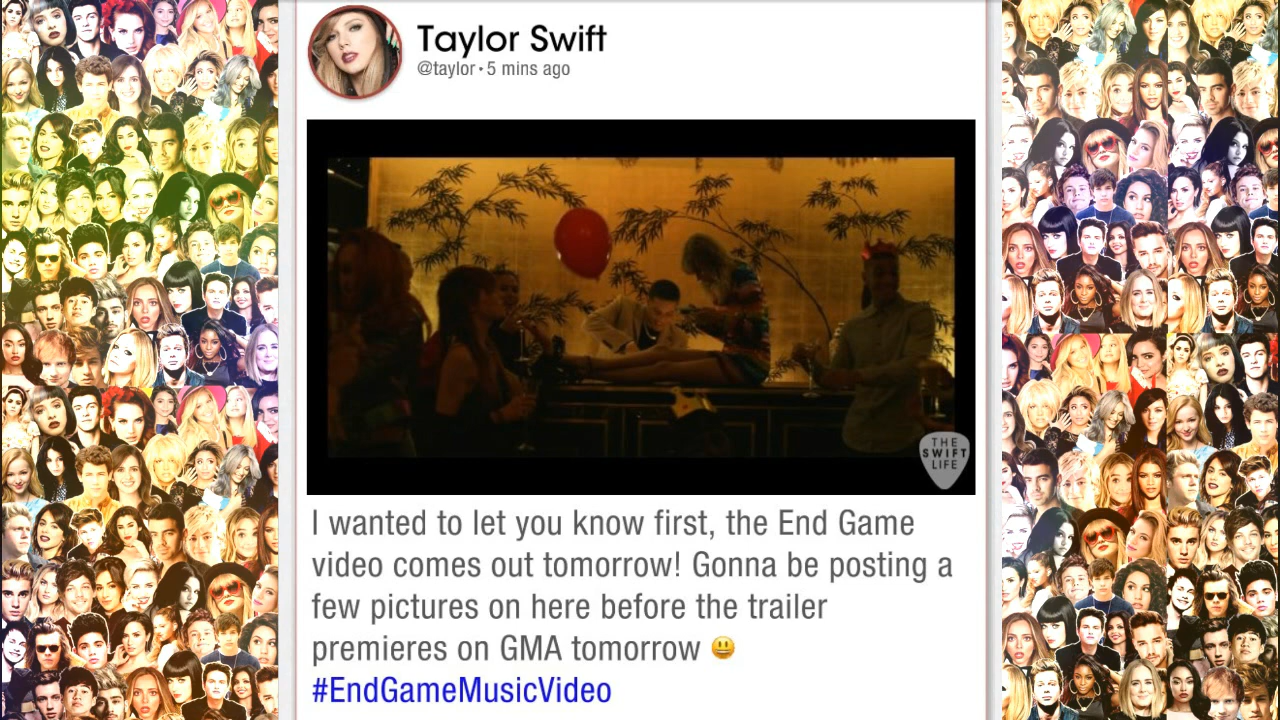 Taylor Swift
@taylor • 5 mins ago
THE
SWIFT
LIFE
I wanted to let you know first, the End Game
video comes out tomorrow! Gonna be posting a
few pictures on here before the trailer
premieres on GMA tomorrow 😃
#EndGameMusicVideo